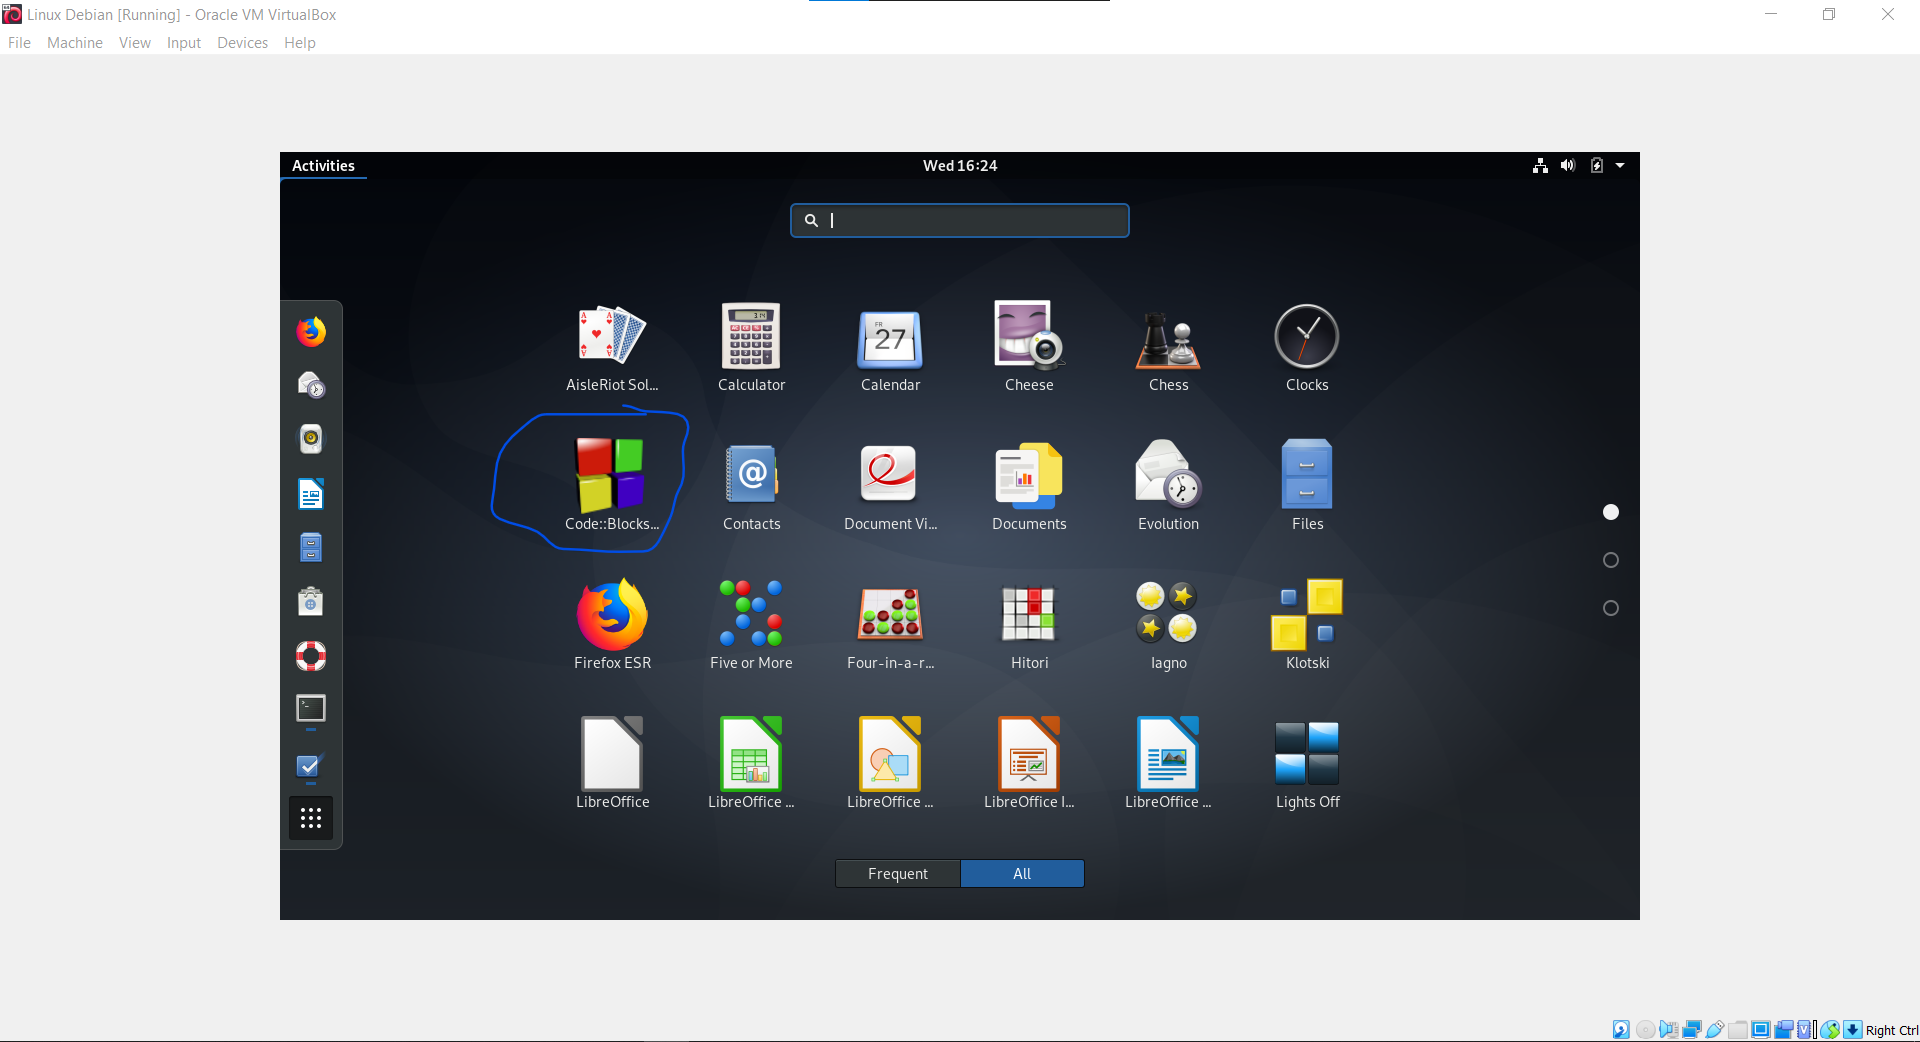 Linux Debian [Running] - Oracle VM VirtualBox
File Machine View Input Devices Help
Activities Wed 16:24
AisleRiot Sol... Calculator Calendar Cheese Chess Clocks
Code::Blocks... Contacts Document Vi... Documents Evolution Files
Firefox ESR Five or More Four-in-a-r... Hitori Iagno Klotski
LibreOffice LibreOffice ... LibreOffice ... LibreOffice I... LibreOffice ... Lights Off
Frequent All
Right Ctrl